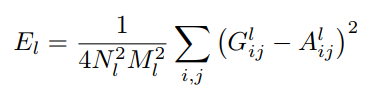 E_l = \frac{1}{4N_l^2 M_l^2} \sum_{i,j} \left( G_{ij}^l - A_{ij}^l \right)^2